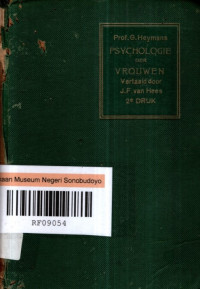 Prof. G. Heymans
PSYCHOLOGIE
DER
VROUWEN
Vertaald door
J.F. van Hees
2e DRUK
aan Museum Negeri Sonobudoyo
RF09054